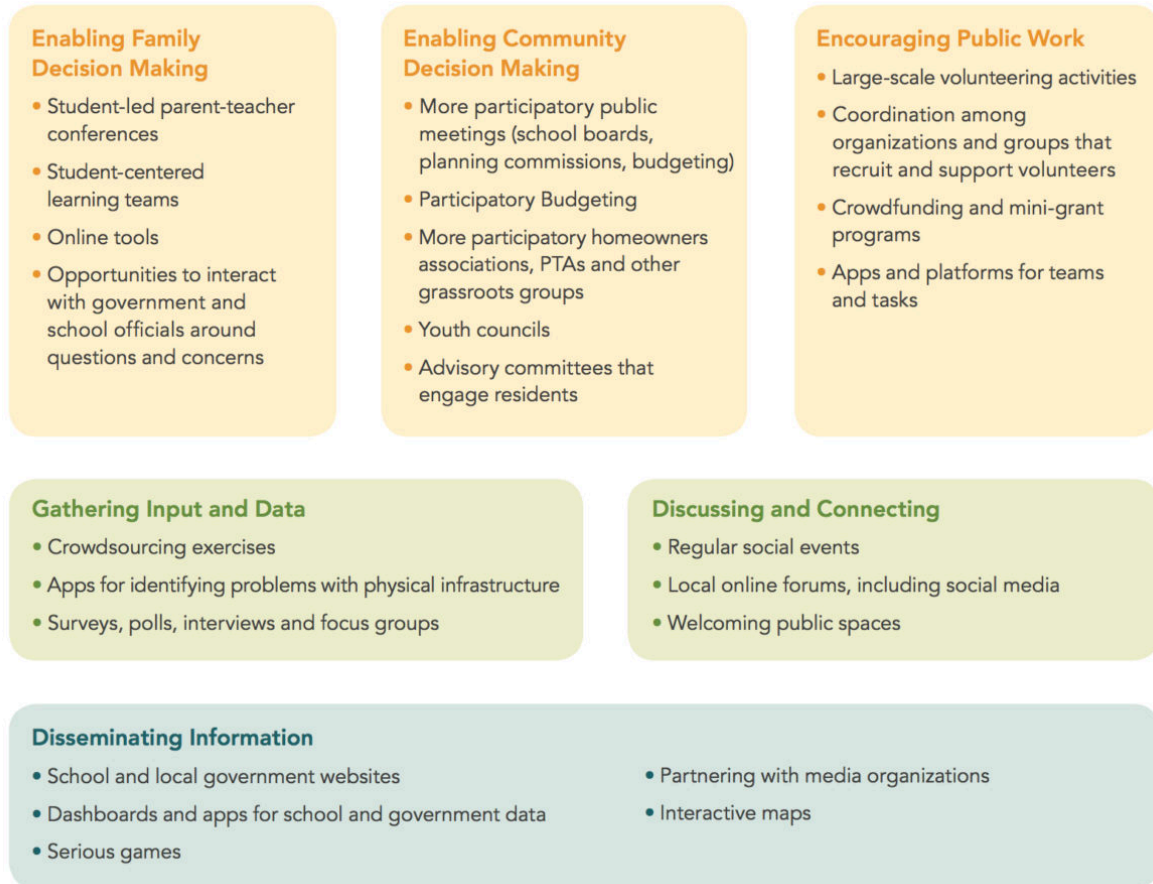 Enabling Family
Decision Making
• Student-led parent-teacher
conferences
• Student-centered
learning teams
• Online tools
• Opportunities to interact
with government and
school officials around
questions and concerns
Enabling Community
Decision Making
• More participatory public
meetings (school boards,
planning commissions, budgeting)
• Participatory Budgeting
• More participatory homeowners
associations, PTAs and other
grassroots groups
• Youth councils
• Advisory committees that
engage residents
Encouraging Public Work
• Large-scale volunteering activities
• Coordination among
organizations and groups that
recruit and support volunteers
• Crowdfunding and mini-grant
programs
• Apps and platforms for teams
and tasks
Gathering Input and Data
• Crowdsourcing exercises
• Apps for identifying problems with physical infrastructure
• Surveys, polls, interviews and focus groups
Discussing and Connecting
• Regular social events
• Local online forums, including social media
• Welcoming public spaces
Disseminating Information
• School and local government websites
• Dashboards and apps for school and government data
• Serious games
• Partnering with media organizations
• Interactive maps